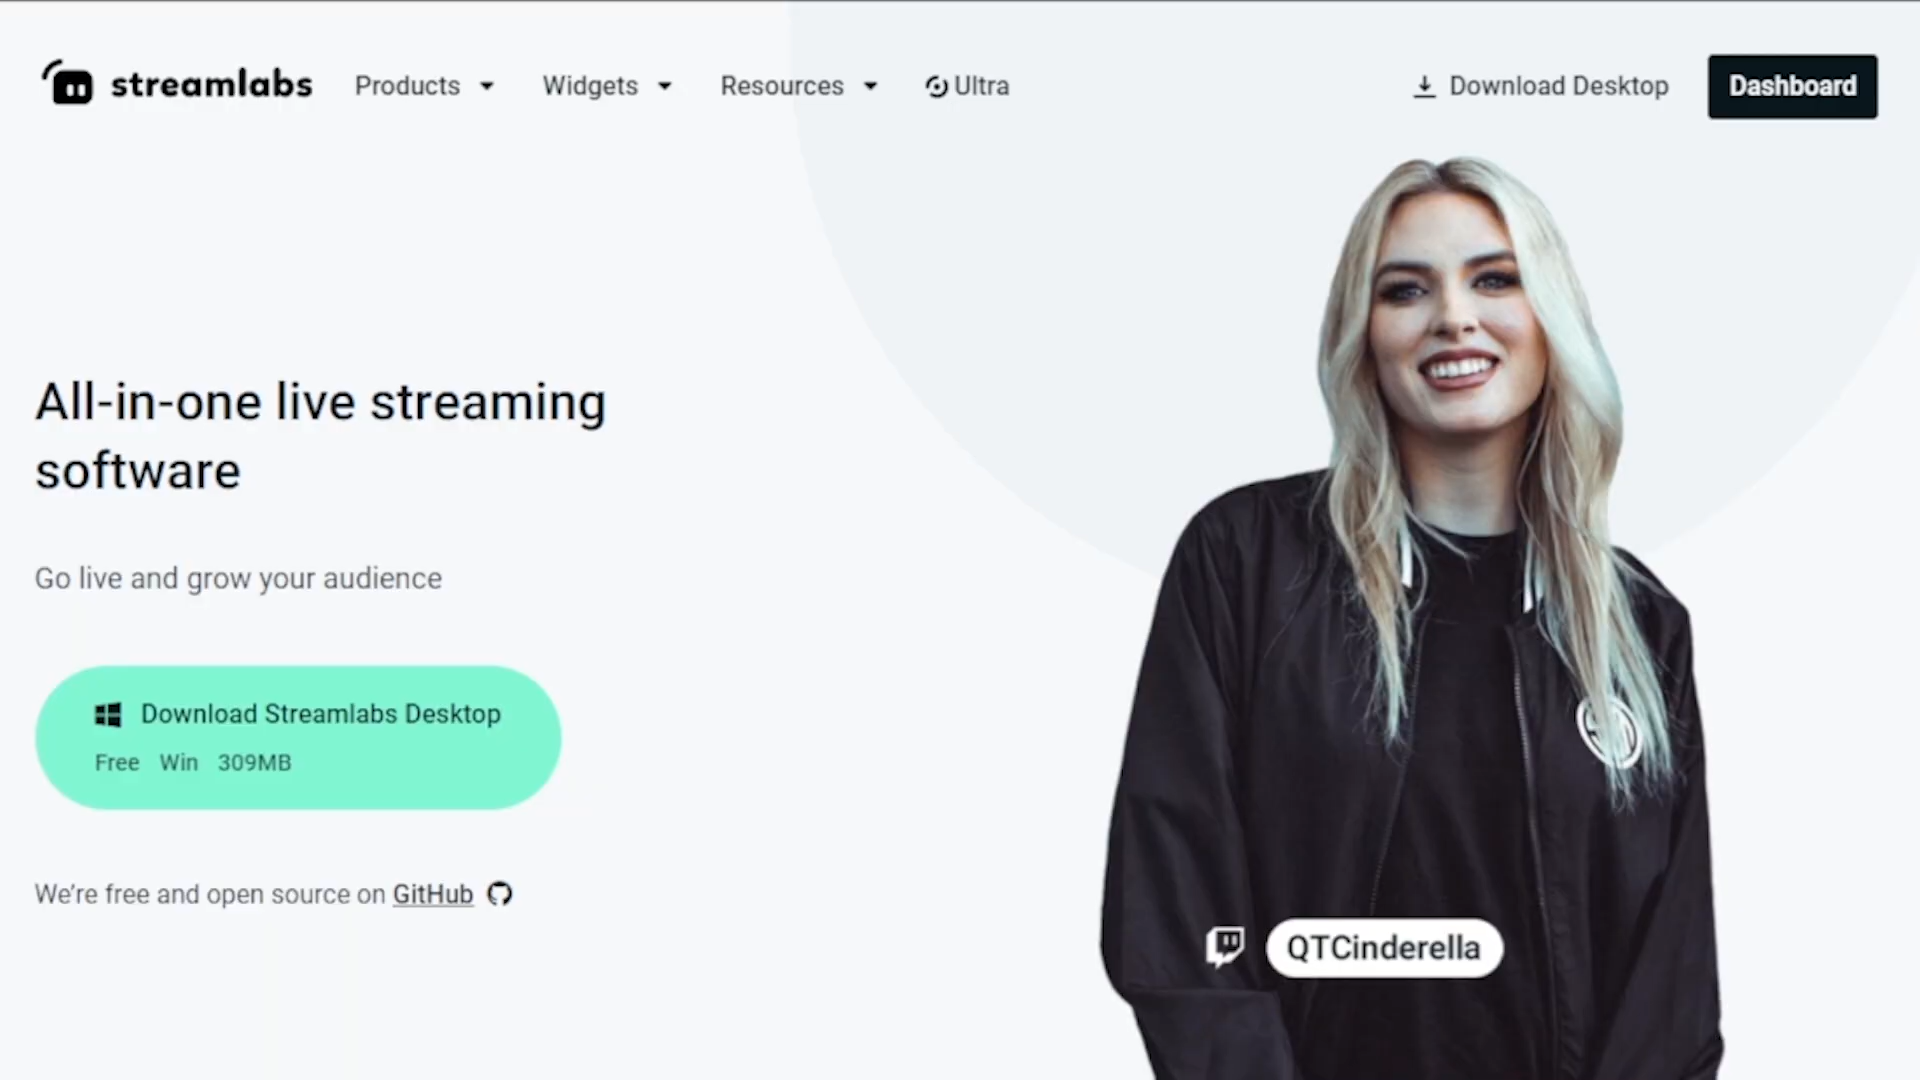 streamlabs
Products
Widgets
Resources
Ultra
Download Desktop
Dashboard
All-in-one live streaming
software
Go live and grow your audience
Download Streamlabs Desktop
Free Win 309MB
We're free and open source on GitHub
QTCinderella